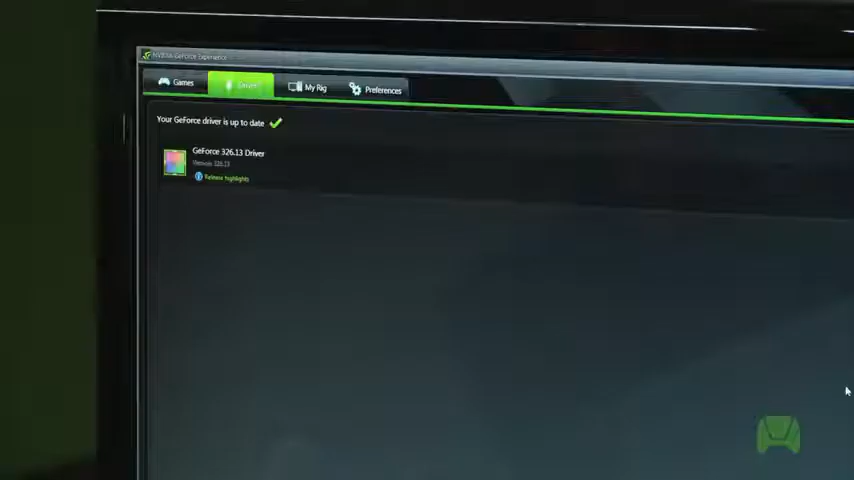 NVIDIA GeForce Experience
Games
Drivers
My Rig
Preferences
Your GeForce driver is up to date
GeForce 326.13 Driver
Version: 326.13
Release highlights